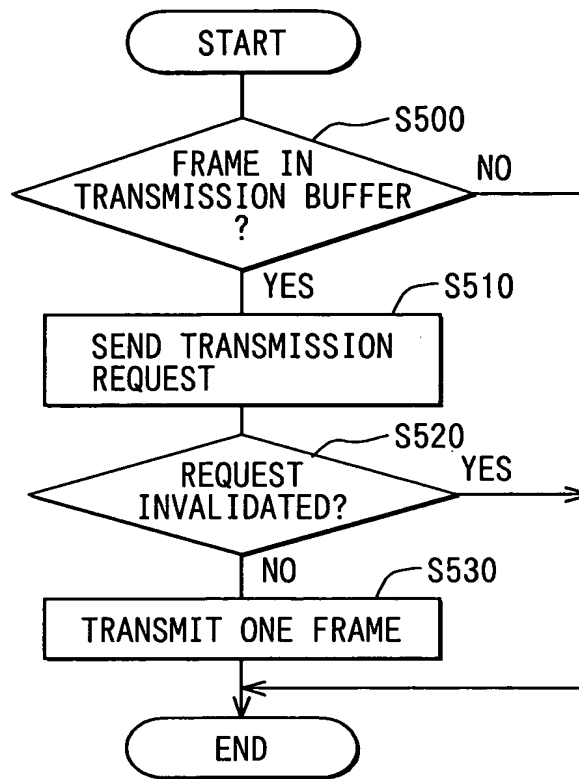 START
S500
FRAME IN
TRANSMISSION BUFFER
?
NO
YES
S510
SEND TRANSMISSION
REQUEST
S520
REQUEST
INVALIDATED?
YES
NO
S530
TRANSMIT ONE FRAME
END